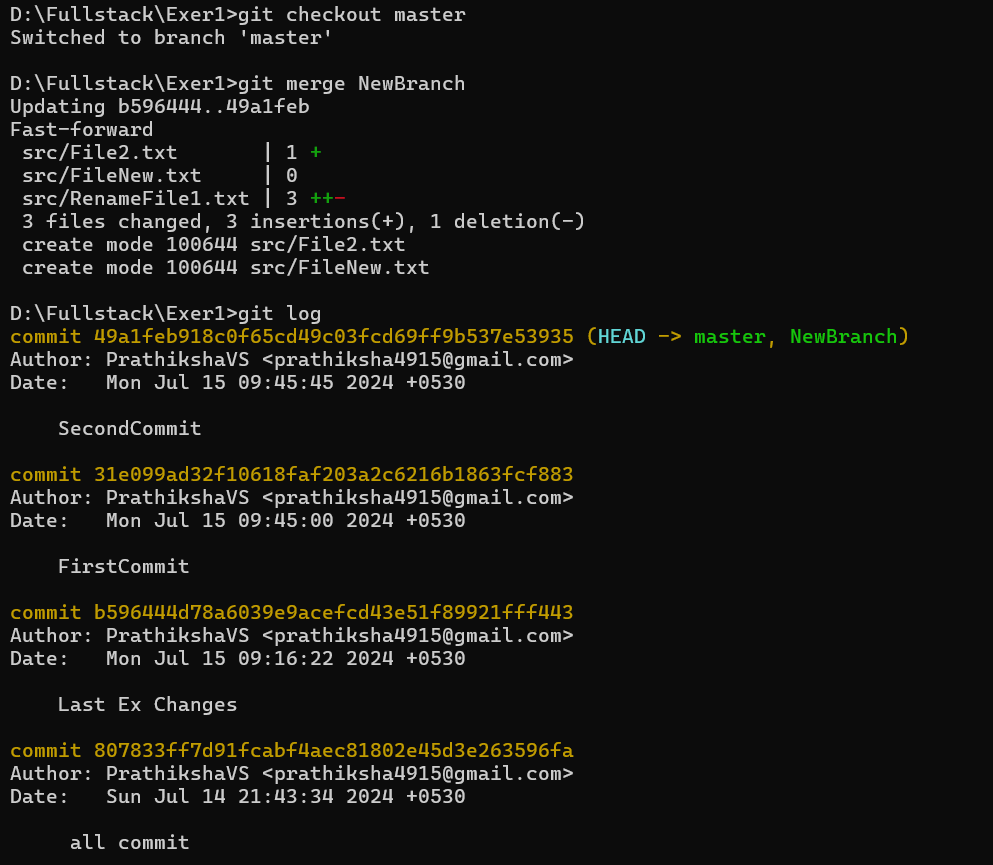 D:\Fullstack\Exer1>git checkout master
Switched to branch 'master'
D:\Fullstack\Exer1>git merge NewBranch
Updating b596444..49a1feb
Fast-forward
 src/File2.txt       | 1 +
 src/FileNew.txt     | 0
 src/RenameFile1.txt | 3 ++-
 3 files changed, 3 insertions(+), 1 deletion(-)
 create mode 100644 src/File2.txt
 create mode 100644 src/FileNew.txt
D:\Fullstack\Exer1>git log
commit 49a1feb918c0f65cd49c03fcd69ff9b537e53935 (HEAD -> master, NewBranch)
Author: PrathikshaVS <prathiksha4915@gmail.com>
Date:   Mon Jul 15 09:45:45 2024 +0530
    SecondCommit
commit 31e099ad32f10618faf203a2c6216b1863fcf883
Author: PrathikshaVS <prathiksha4915@gmail.com>
Date:   Mon Jul 15 09:45:00 2024 +0530
    FirstCommit
commit b596444d78a6039e9acefcd43e51f89921fff443
Author: PrathikshaVS <prathiksha4915@gmail.com>
Date:   Mon Jul 15 09:16:22 2024 +0530
    Last Ex Changes
commit 807833ff7d91fcabf4aec81802e45d3e263596fa
Author: PrathikshaVS <prathiksha4915@gmail.com>
Date:   Sun Jul 14 21:43:34 2024 +0530
     all commit